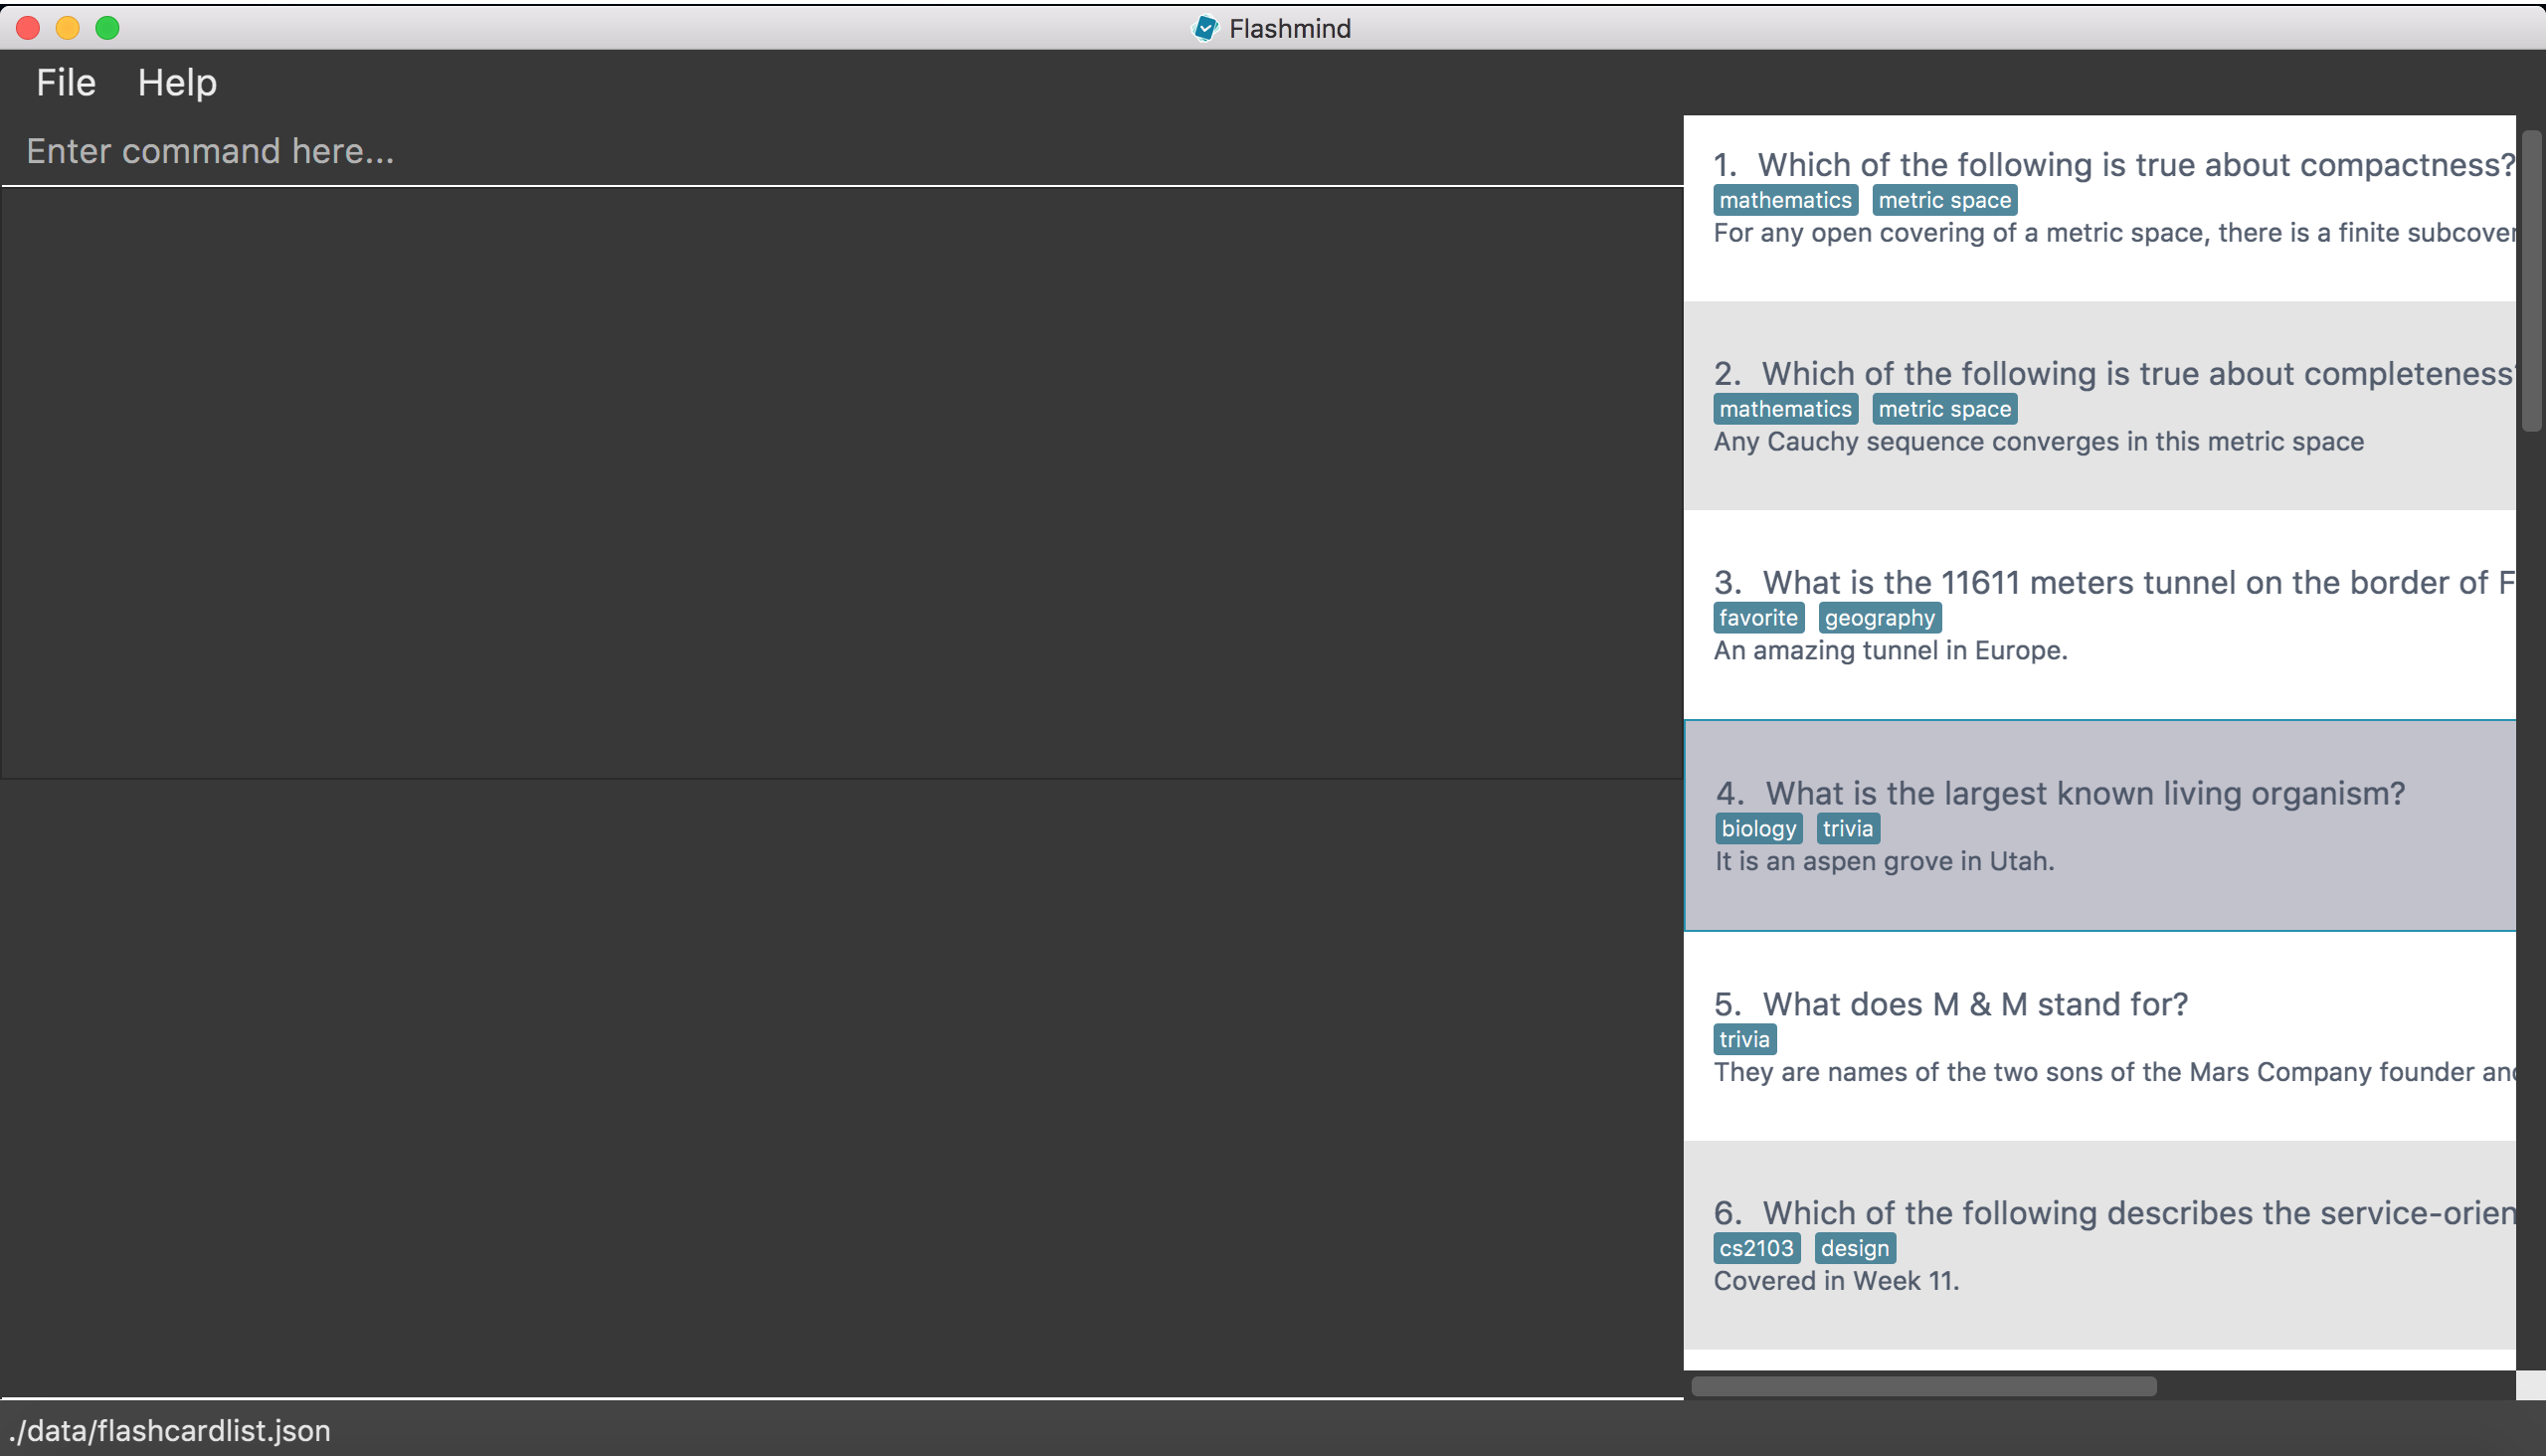 Flashmind
File Help
Enter command here...
1. Which of the following is true about compactness?
mathematics metric space
For any open covering of a metric space, there is a finite subcover
2. Which of the following is true about completeness?
mathematics metric space
Any Cauchy sequence converges in this metric space
3. What is the 11611 meters tunnel on the border of F
favorite geography
An amazing tunnel in Europe.
4. What is the largest known living organism?
biology trivia
It is an aspen grove in Utah.
5. What does M & M stand for?
trivia
They are names of the two sons of the Mars Company founder and
6. Which of the following describes the service-orien
cs2103 design
Covered in Week 11.
./data/flashcardlist.json